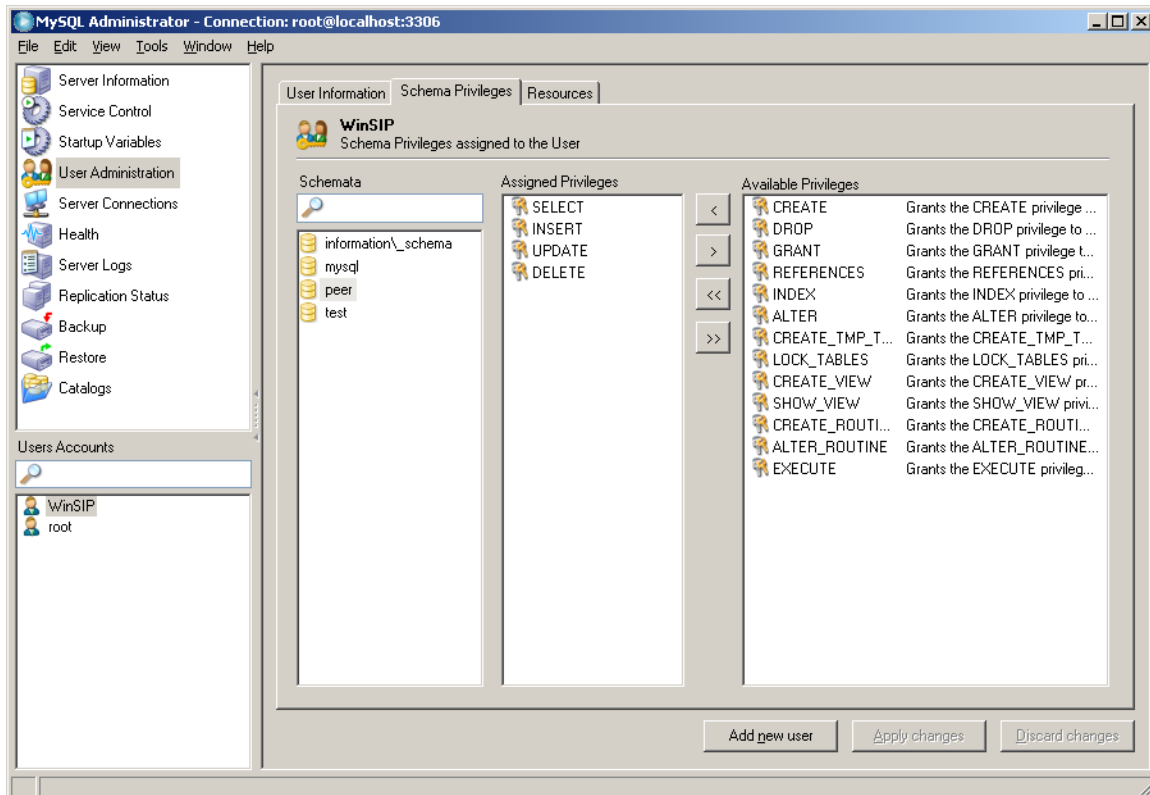 MySQL Administrator - Connection: root@localhost:3306
File Edit View Tools Window Help
Server Information
Service Control
Startup Variables
User Administration
Server Connections
Health
Server Logs
Replication Status
Backup
Restore
Catalogs
Users Accounts
WinSIP
root
User Information Schema Privileges Resources
WinSIP
Schema Privileges assigned to the User
Schemata
information\_schema
mysql
peer
test
Assigned Privileges
SELECT
INSERT
UPDATE
DELETE
<
>
<<
>>
Available Privileges
CREATE Grants the CREATE privilege ...
DROP Grants the DROP privilege to ...
GRANT Grants the GRANT privilege t...
REFERENCES Grants the REFERENCES pri...
INDEX Grants the INDEX privilege to ...
ALTER Grants the ALTER privilege to...
CREATE_TMP_T... Grants the CREATE_TMP_T...
LOCK_TABLES Grants the LOCK_TABLES pri...
CREATE_VIEW Grants the CREATE_VIEW pr...
SHOW_VIEW Grants the SHOW_VIEW privi...
CREATE_ROUTI... Grants the CREATE_ROUTI...
ALTER_ROUTINE Grants the ALTER_ROUTINE...
EXECUTE Grants the EXECUTE privileg...
Add new user Apply changes Discard changes